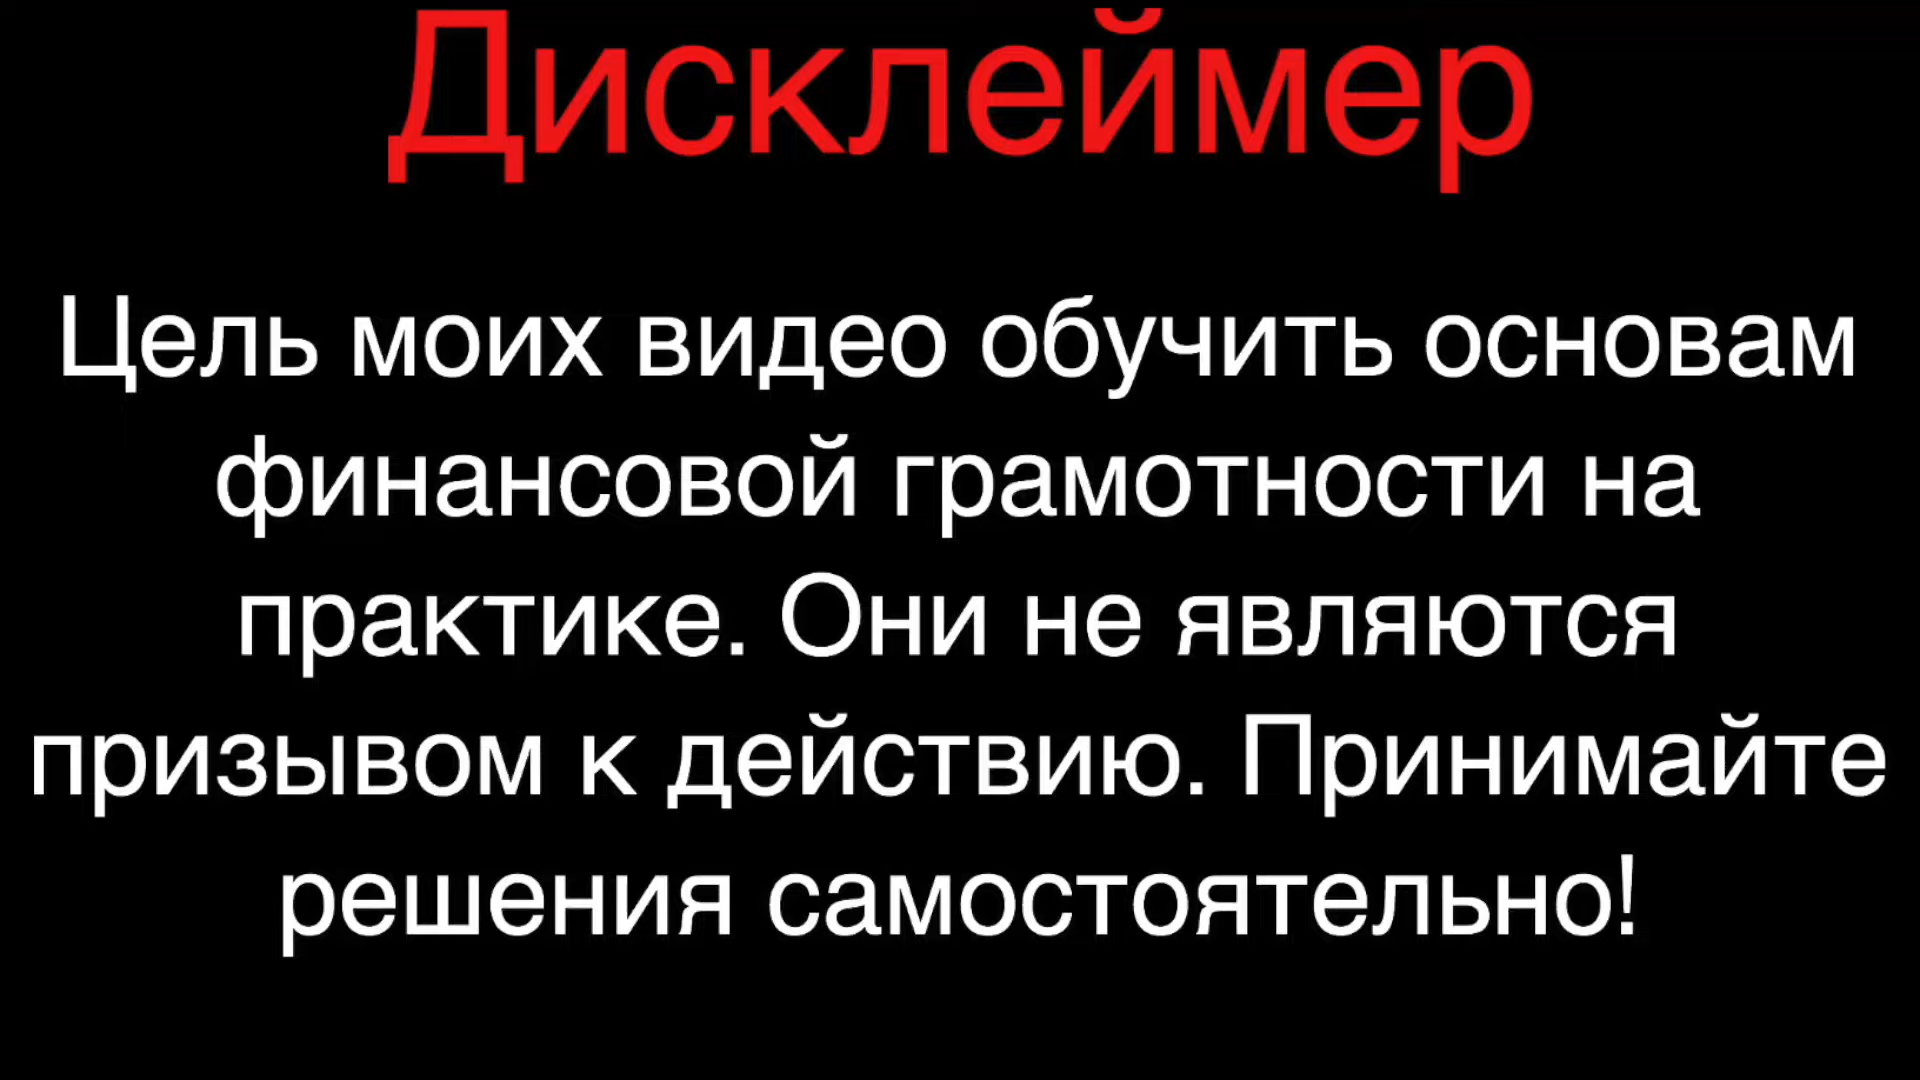 Дисклеймер
Цель моих видео обучить основам
финансовой грамотности на
практике. Они не являются
призывом к действию. Принимайте
решения самостоятельно!